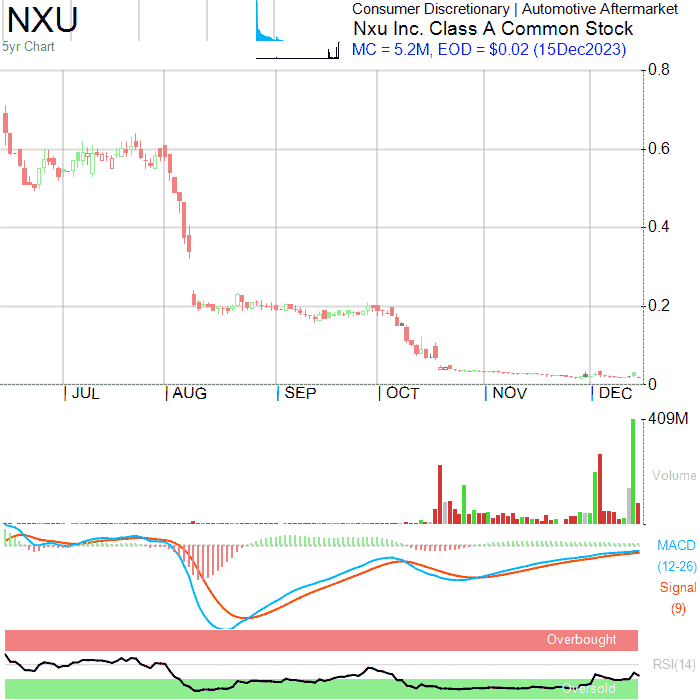 NXU
5yr Chart
Consumer Discretionary | Automotive Aftermarket
Nxu Inc. Class A Common Stock
MC = 5.2M, EOD = $0.02 (15Dec2023)
0.8
0.6
0.4
0.2
0
JUL AUG SEP OCT NOV DEC
409M
Volume
MACD
(12-26)
Signal
(9)
Overbought
RSI(14)
Oversold